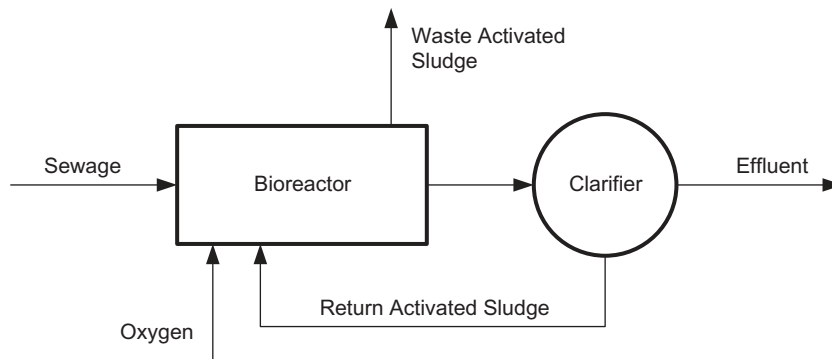 Waste Activated
Sludge
Sewage
Bioreactor
Clarifier
Effluent
Return Activated Sludge
Oxygen